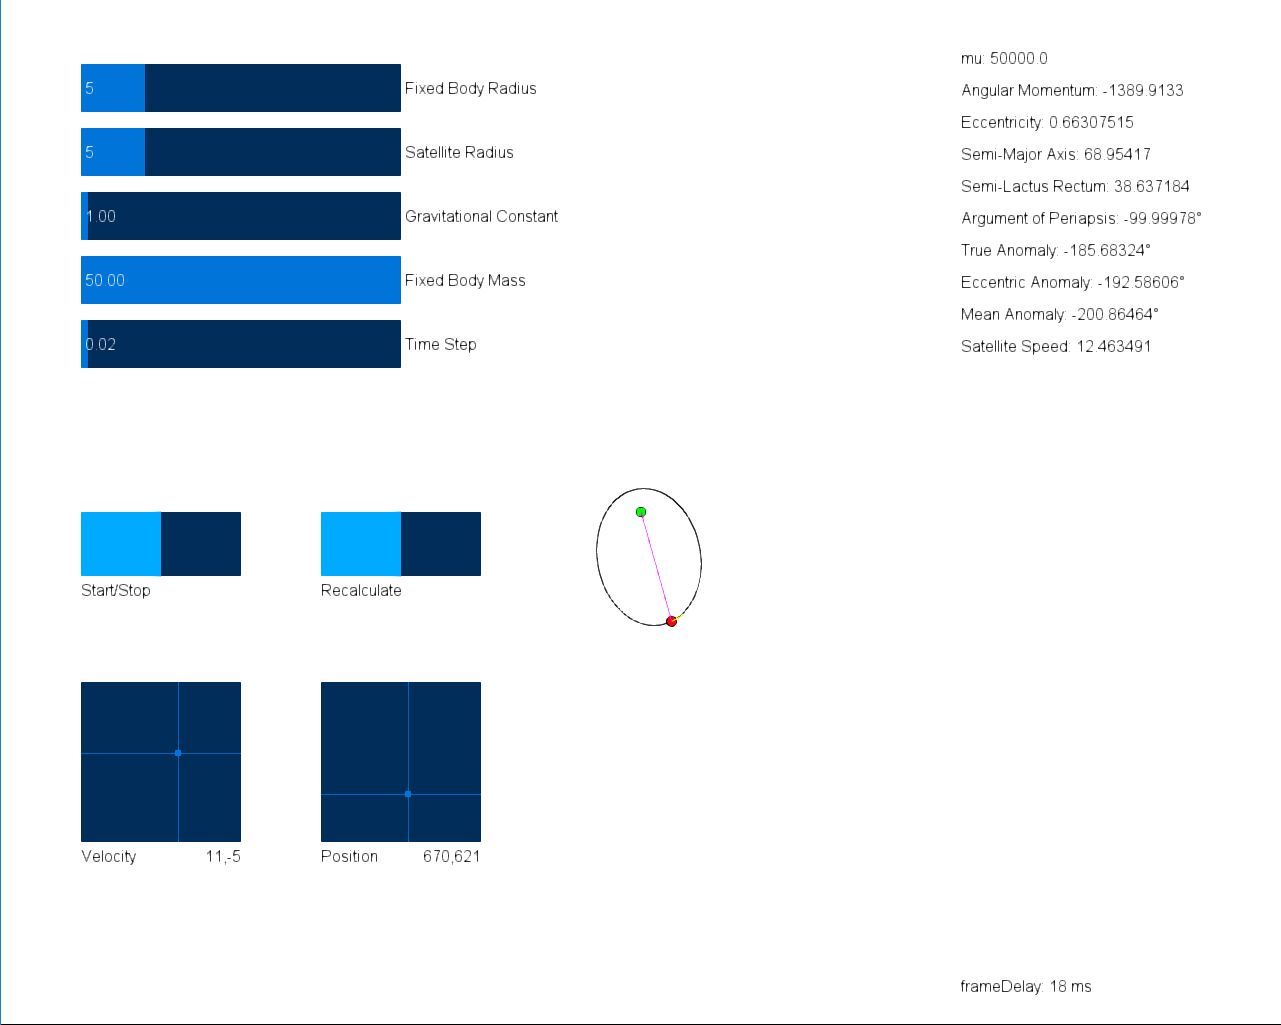 5 Fixed Body Radius
5 Satellite Radius
1.00 Gravitational Constant
50.00 Fixed Body Mass
0.02 Time Step
mu: 50000.0
Angular Momentum: -1389.9133
Eccentricity: 0.66307515
Semi-Major Axis: 68.95417
Semi-Lactus Rectum: 38.637184
Argument of Periapsis: -99.99978°
True Anomaly: -185.68324°
Eccentric Anomaly: -192.58606°
Mean Anomaly: -200.86464°
Satellite Speed: 12.463491
Start/Stop
Recalculate
Velocity 11,-5
Position 670,621
frameDelay: 18 ms